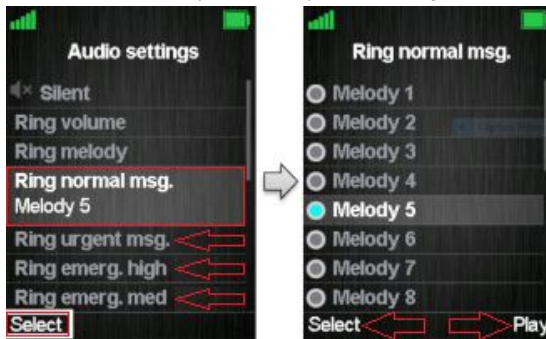 Audio settings
Silent
Ring volume
Ring melody
Ring normal msg.
Melody 5
Ring urgent msg.
Ring emerg. high
Ring emerg. med
Select
Ring normal msg.
Melody 1
Melody 2
Melody 3
Melody 4
Melody 5
Melody 6
Melody 7
Melody 8
Select
Play